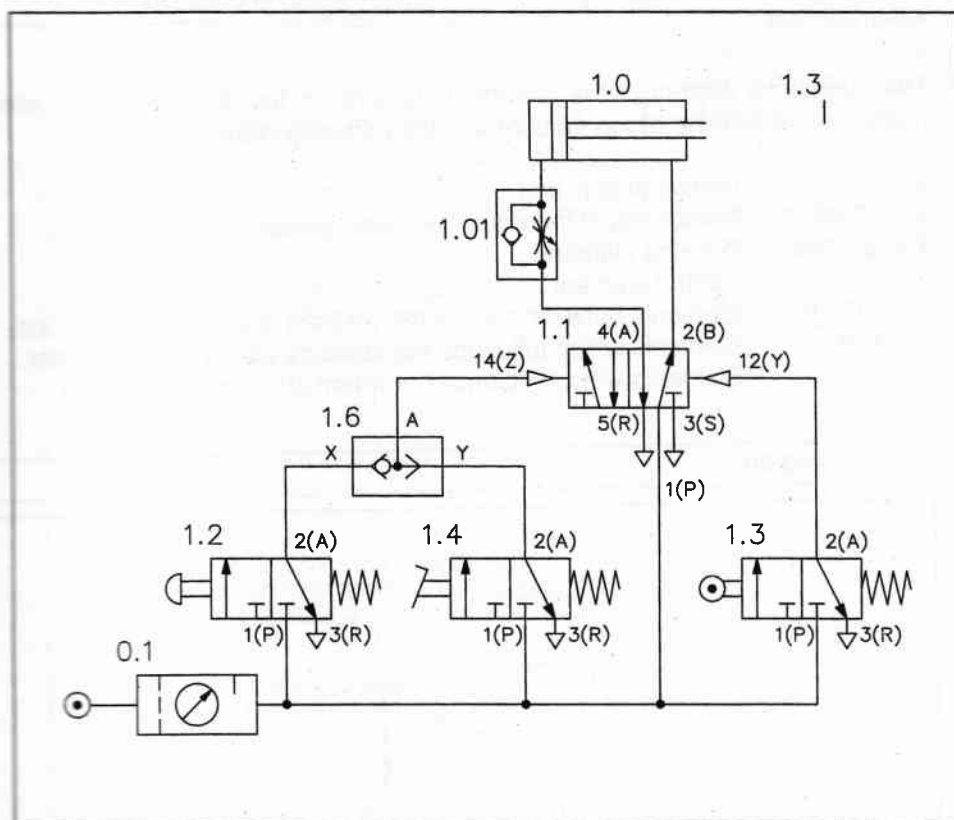 1.0 1.3
1.01
1.1 4(A) 2(B)
14(Z) 12(Y)
1.6 A 5(R) 3(S)
X Y
1(P)
1.2 2(A) 1.4 2(A) 1.3 2(A)
1(P) 3(R) 1(P) 3(R) 1(P) 3(R)
0.1